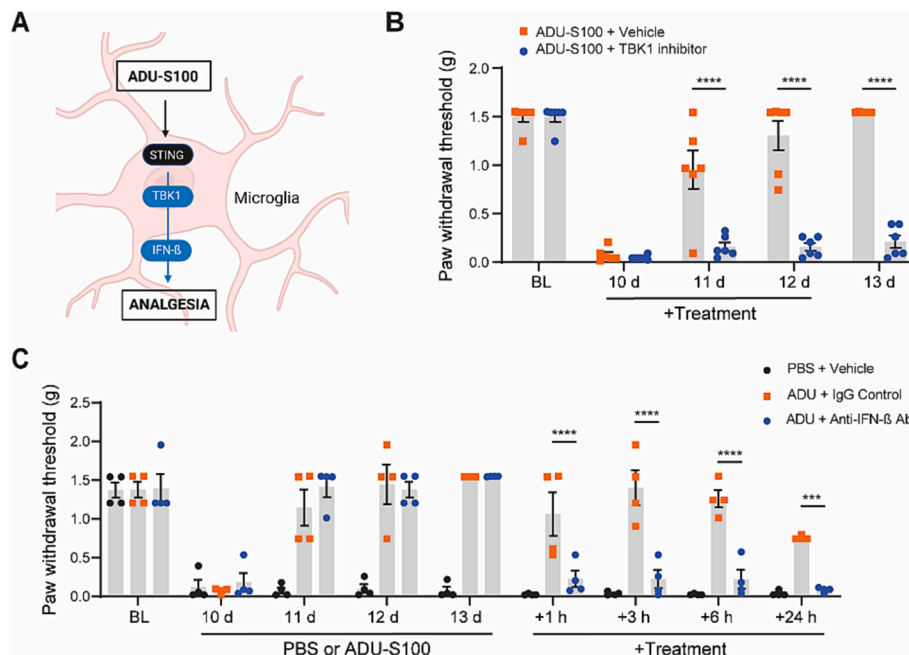 A
ADU-S100
STING
TBK1
Microglia
IFN-ß
ANALGESIA
B
ADU-S100 + Vehicle
ADU-S100 + TBK1 inhibitor
Paw withdrawal threshold (g)
2.0
1.5
1.0
0.5
0.0
**** **** ****
BL 10 d 11 d 12 d 13 d
+Treatment
C
PBS + Vehicle
ADU + IgG Control
ADU + Anti-IFN-ß Ab
Paw withdrawal threshold (g)
2.5
2.0
1.5
1.0
0.5
0.0
**** **** **** ***
BL 10 d 11 d 12 d 13 d +1 h +3 h +6 h +24 h
PBS or ADU-S100 +Treatment